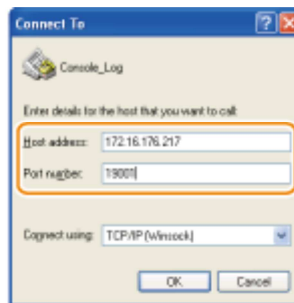 Connect To
Console_Log
Enter details for the host that you want to call:
Host address: 172.16.176.217
Port number: 19001
Connect using: TCP/IP (Winsock)
OK Cancel